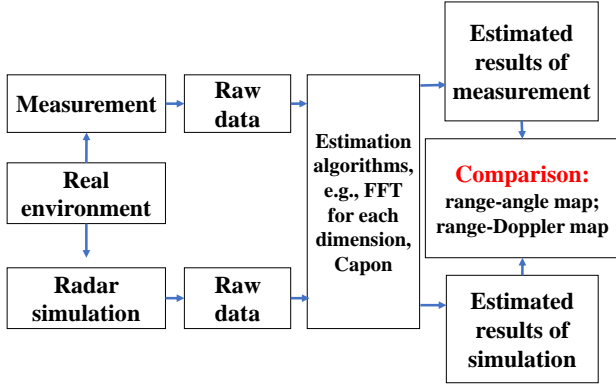 Measurement
Raw
data
Real
environment
Radar
simulation
Raw
data
Estimation
algorithms,
e.g., FFT
for each
dimension,
Capon
Estimated
results of
measurement
Comparison:
range-angle map;
range-Doppler map
Estimated
results of
simulation